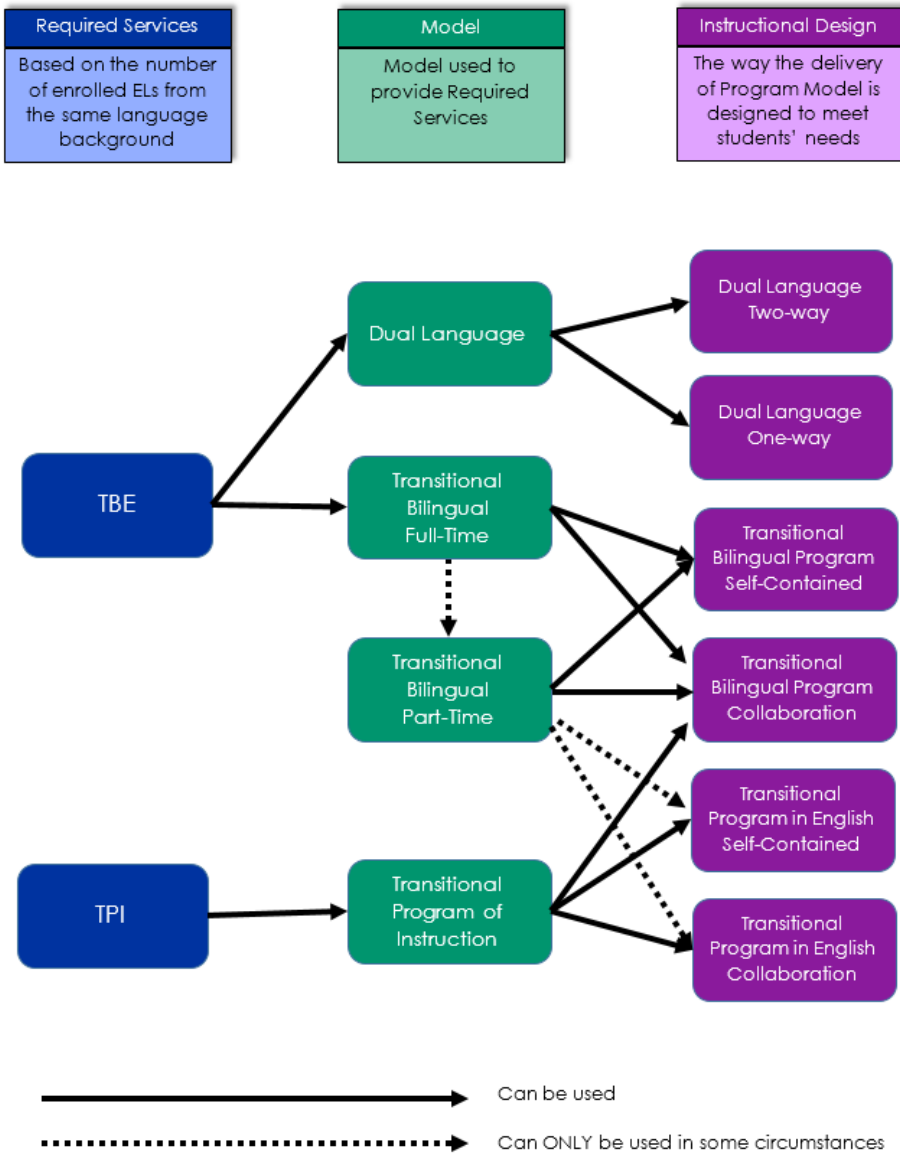 Required Services
Based on the number
of enrolled ELs from
the same language
background
Model
Model used to
provide Required
Services
Instructional Design
The way the delivery
of Program Model is
designed to meet
students' needs
Dual Language
Dual Language
Two-way
Dual Language
One-way
TBE
Transitional
Bilingual
Full-Time
Transitional
Bilingual Program
Self-Contained
Transitional
Bilingual
Part-Time
Transitional
Bilingual Program
Collaboration
Transitional
Program in English
Self-Contained
TPI
Transitional
Program of
Instruction
Transitional
Program in English
Collaboration
Can be used
Can ONLY be used in some circumstances